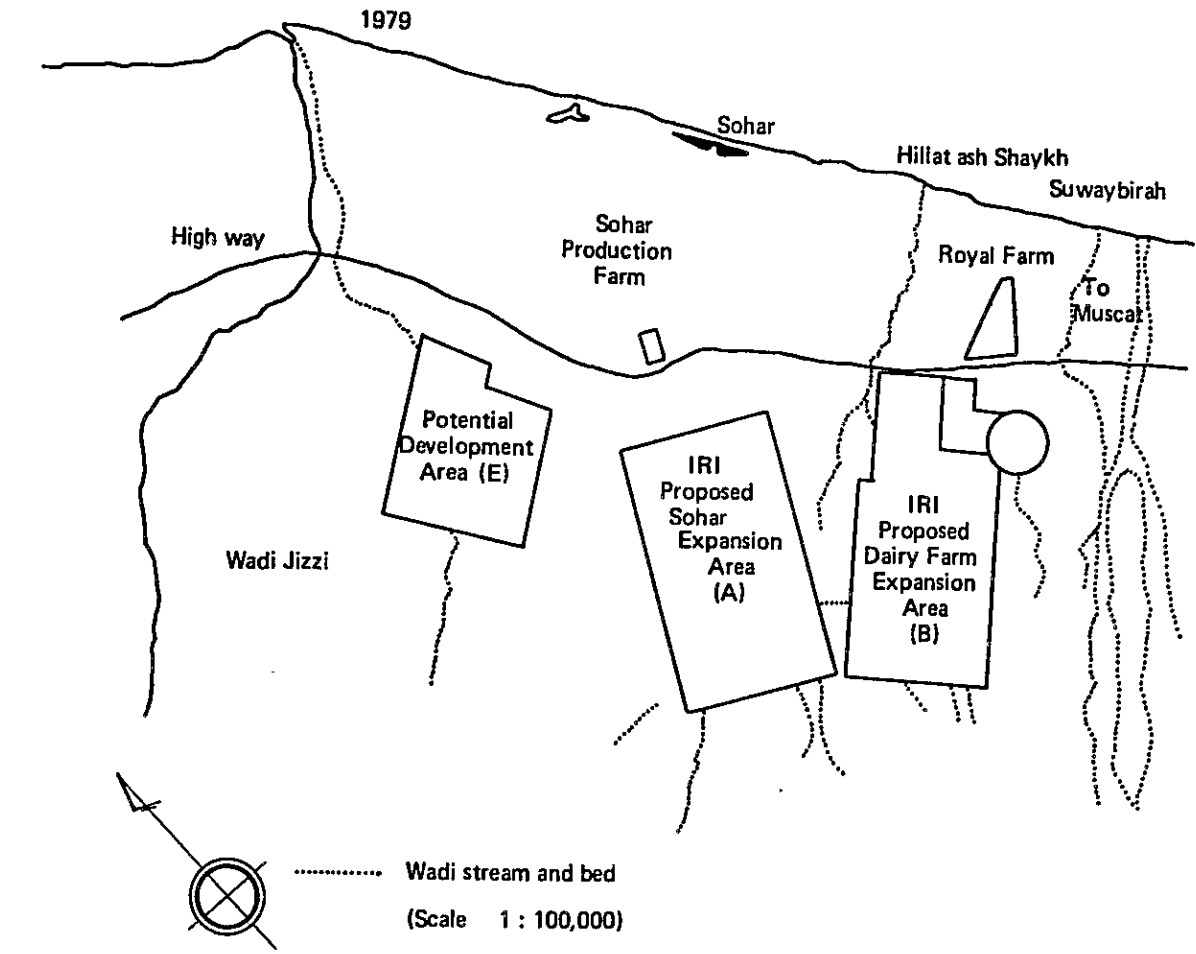 1979
Sohar
Hillat ash Shaykh
Suwaybirah
High way
Sohar
Production
Farm
Royal Farm
To
Muscat
Potential
Development
Area (E)
IRI
Proposed
Sohar
Expansion
Area
(A)
IRI
Proposed
Dairy Farm
Expansion
Area
(B)
Wadi Jizzi
Wadi stream and bed
(Scale 1 : 100,000)